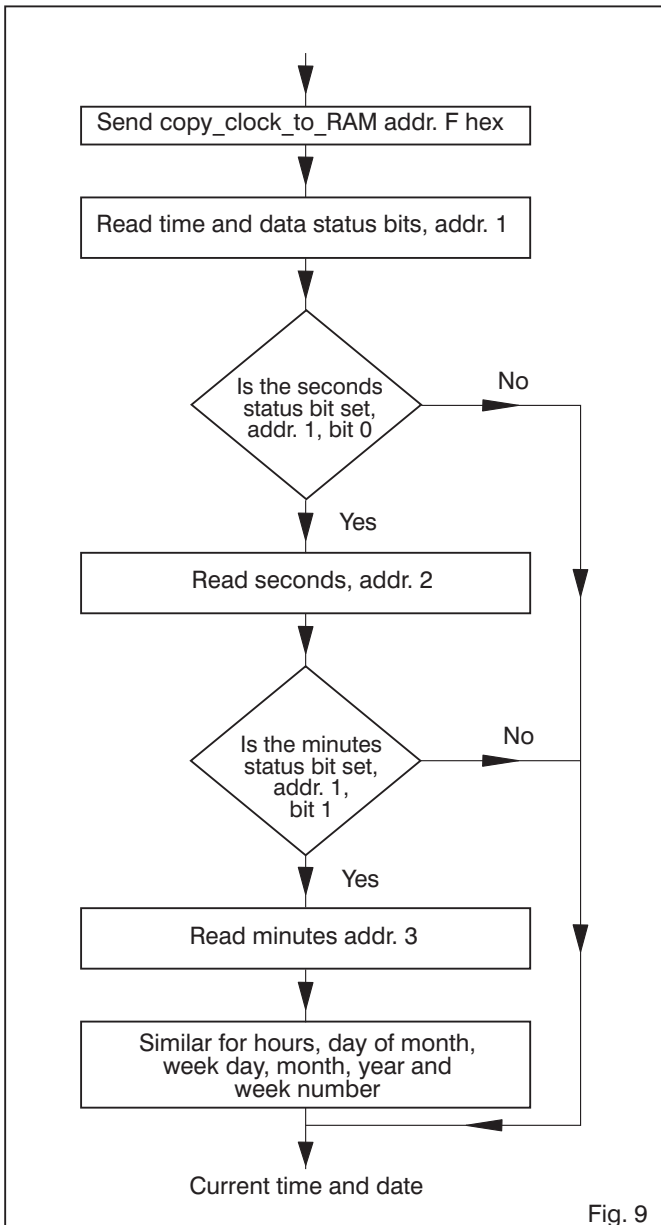 Send copy_clock_to_RAM addr. F hex
Read time and data status bits, addr. 1
Is the seconds
status bit set,
addr. 1, bit 0
No
Yes
Read seconds, addr. 2
Is the minutes
status bit set,
addr. 1,
bit 1
No
Yes
Read minutes addr. 3
Similar for hours, day of month,
week day, month, year and
week number
Current time and date
Fig. 9